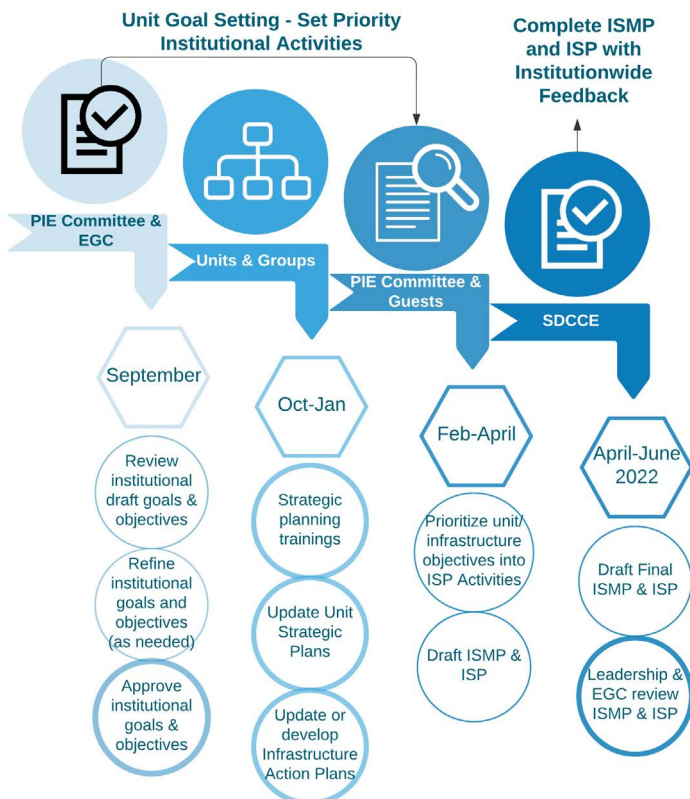 Unit Goal Setting - Set Priority
Institutional Activities
Complete ISMP
and ISP with
Institutionwide
Feedback
PIE Committee &
EGC
Units & Groups
PIE Committee &
Guests
SDCCE
September
Review
institutional
draft goals &
objectives
Refine
institutional
goals and
objectives
(as needed)
Approve
institutional
goals &
objectives
Oct-Jan
Strategic
planning
trainings
Update Unit
Strategic
Plans
Update or
develop
Infrastructure
Action Plans
Feb-April
Prioritize unit/
infrastructure
objectives into
ISP Activities
Draft ISMP &
ISP
April-June
2022
Draft Final
ISMP & ISP
Leadership &
EGC review
ISMP & ISP